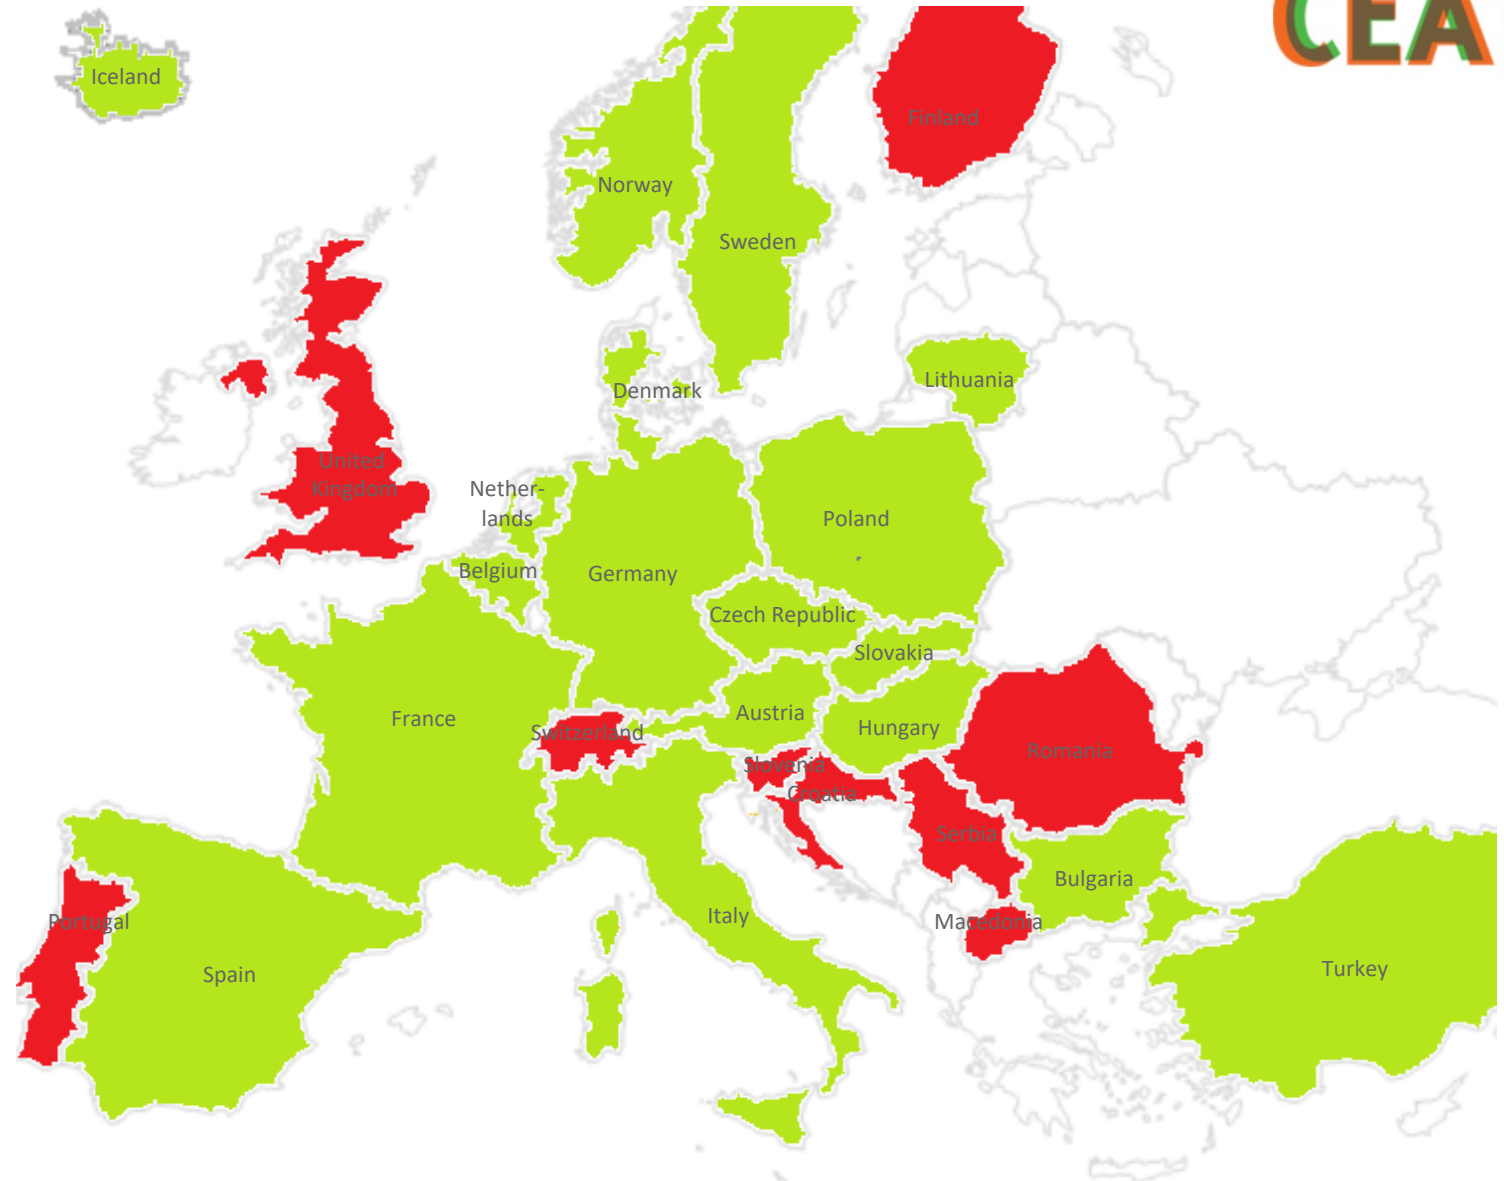 CEA
Iceland
Finland
Norway
Sweden
Lithuania
Denmark
United
Kingdom
Nether-
lands
Poland
Belgium
Germany
Czech Republic
Slovakia
France
Austria
Hungary
Switzerland
Romania
Slovenia
Croatia
Serbia
Bulgaria
Italy
Macedonia
Portugal
Spain
Turkey